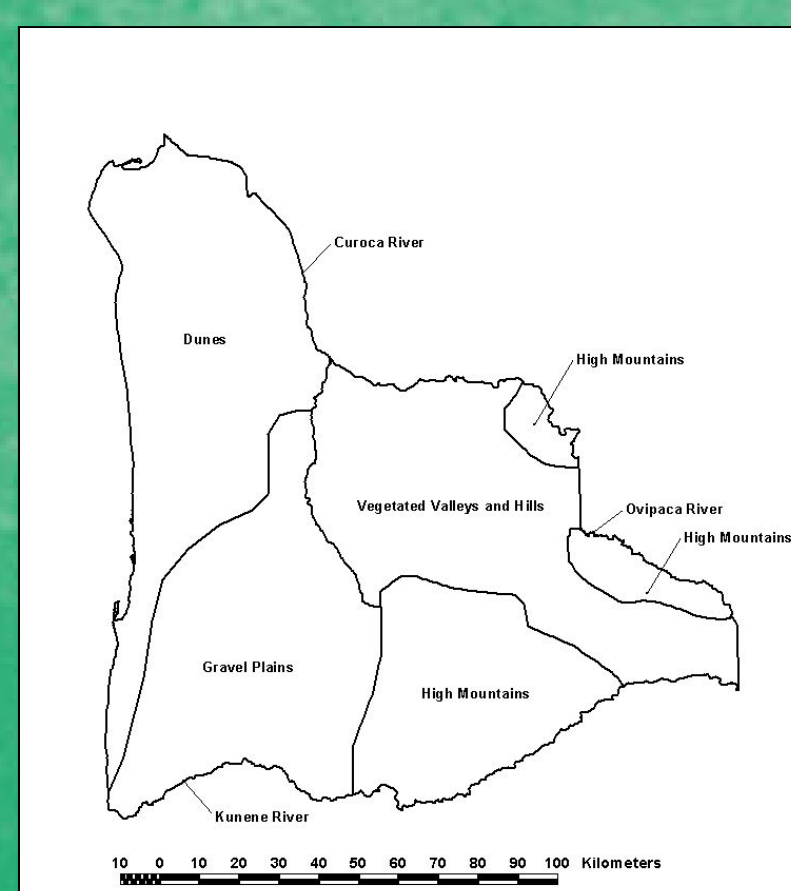 Curoca River
Dunes
High Mountains
Vegetated Valleys and Hills
Ovipaca River
High Mountains
Gravel Plains
High Mountains
Kunene River
10 0 10 20 30 40 50 60 70 80 90 100 Kilometers